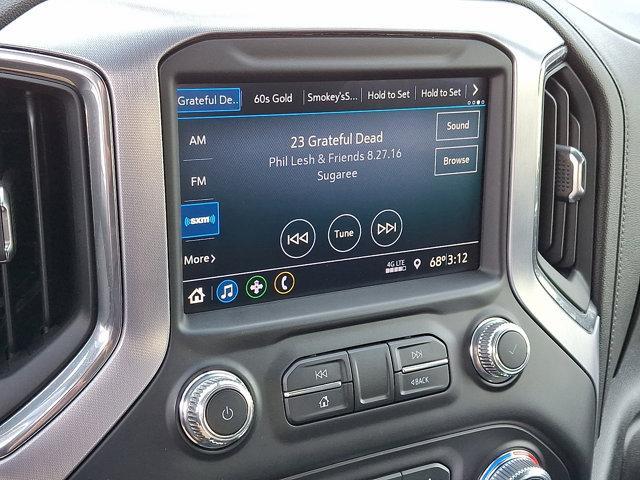 Grateful De.. 60s Gold Smokey'sS... Hold to Set Hold to Set
AM
23 Grateful Dead
Sound
Phil Lesh & Friends 8.27.16
Browse
FM
Sugaree
sxm
Tune
More
4G LTE
68° 3:12
BACK